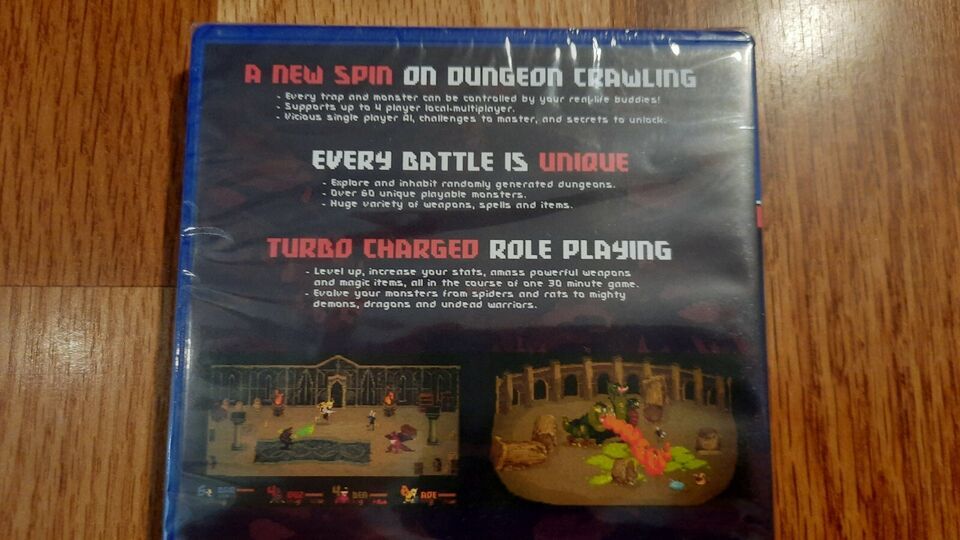 A NEW SPIN ON DUNGEON CRAWLING
- Every trap and monster can be controlled by your real-life buddies!
- Supports up to 4 player local-multiplayer.
- Vicious single player AI, challenges to master, and secrets to unlock.
EVERY BATTLE IS UNIQUE
- Explore and inhabit randomly generated dungeons.
- Over 60 unique playable monsters.
- Huge variety of weapons, spells and items.
TURBO CHARGED ROLE PLAYING
- Level up, increase your stats, amass powerful weapons
and magic items, all in the course of one 30 minute game.
- Evolve your monsters from spiders and rats to mighty
demons, dragons and undead warriors.
BEN